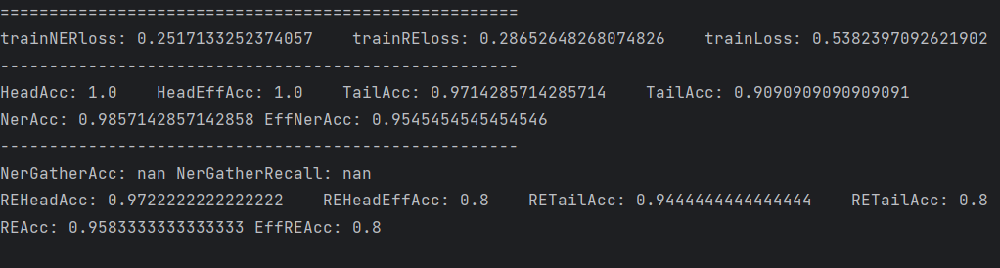 ====================================================
trainNERloss: 0.2517133252374057    trainREloss: 0.28652648268074826    trainLoss: 0.5382397092621902
----------------------------------------------------
HeadAcc: 1.0    HeadEffAcc: 1.0    TailAcc: 0.9714285714285714    TailAcc: 0.9090909090909091
NerAcc: 0.9857142857142858 EffNerAcc: 0.9545454545454546
----------------------------------------------------
NerGatherAcc: nan NerGatherRecall: nan
REHeadAcc: 0.9722222222222222    REHeadEffAcc: 0.8    RETailAcc: 0.9444444444444444    RETailAcc: 0.8
REAcc: 0.9583333333333333 EffREAcc: 0.8